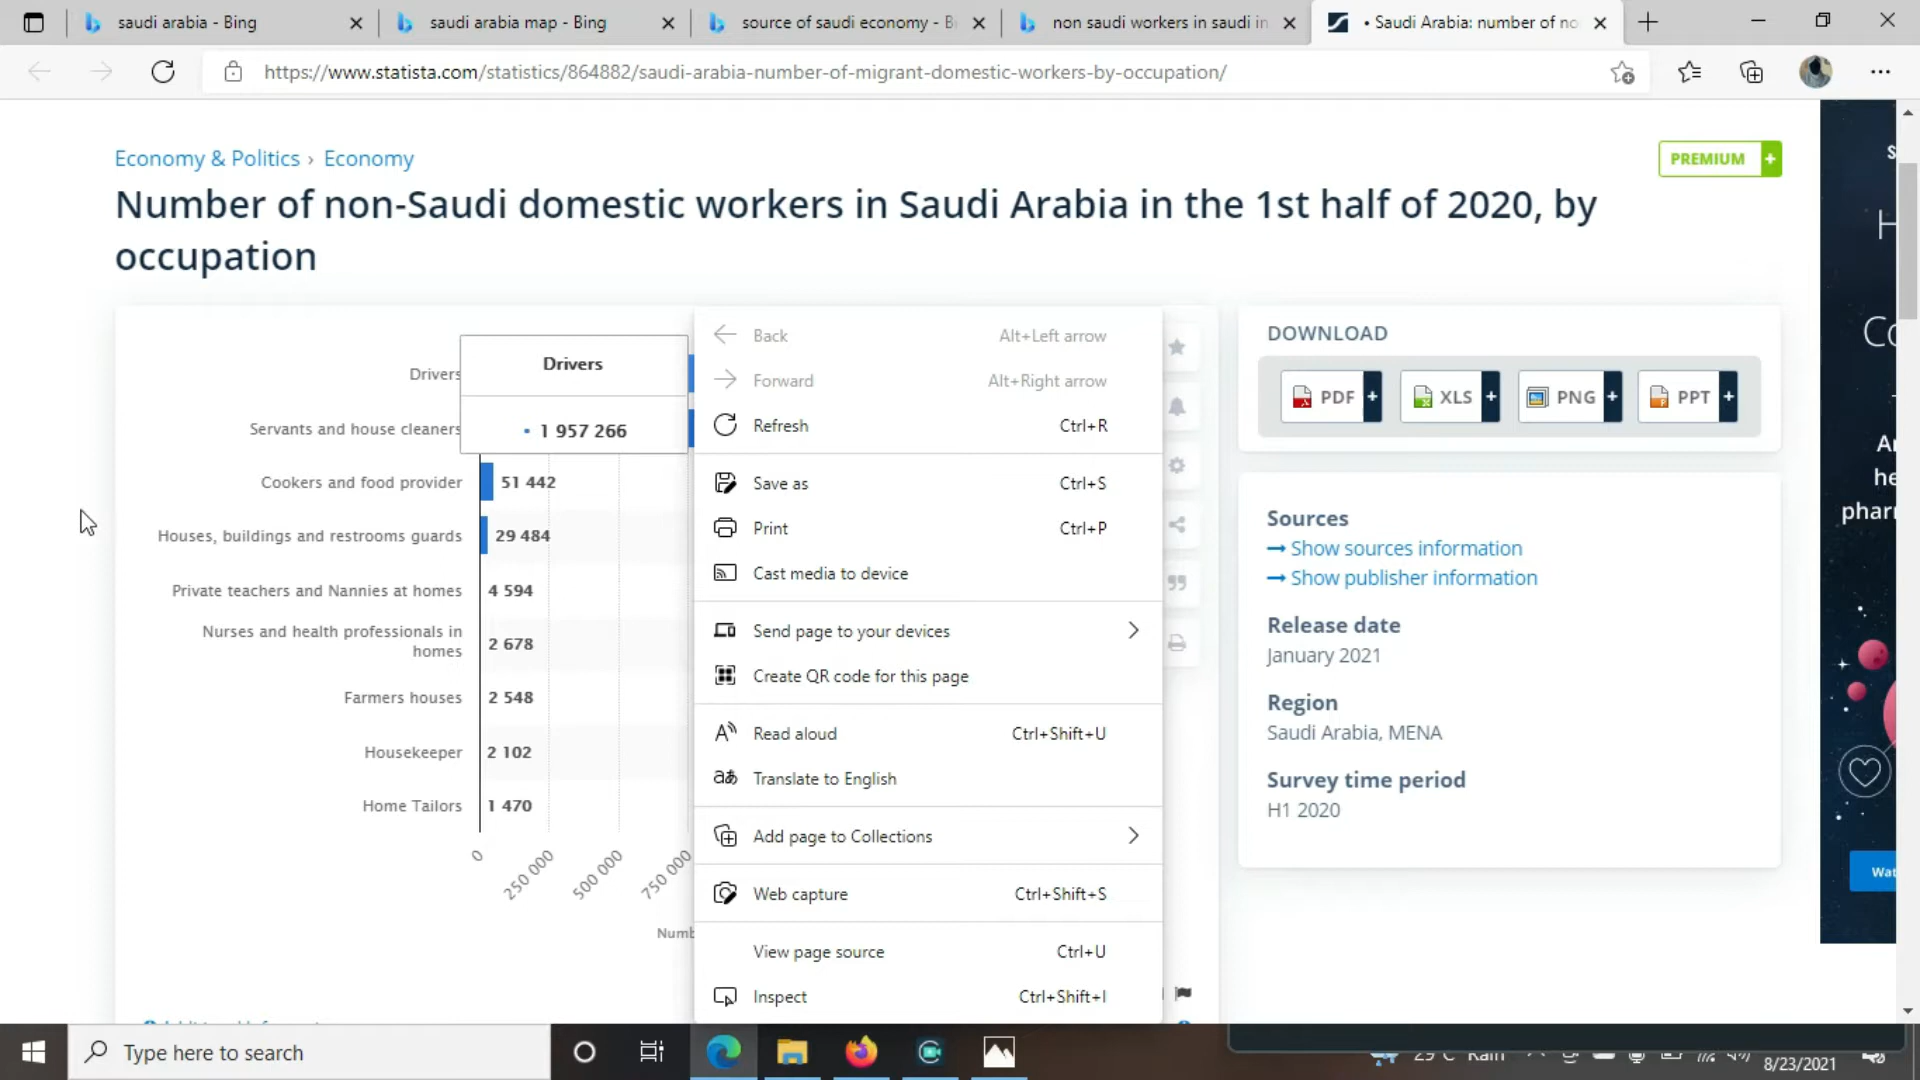 saudi arabia - Bing
saudi arabia map - Bing
source of saudi economy - B
non saudi workers in saudi in
• Saudi Arabia: number of no
https://www.statista.com/statistics/864882/saudi-arabia-number-of-migrant-domestic-workers-by-occupation/
Economy & Politics › Economy
PREMIUM +
Number of non-Saudi domestic workers in Saudi Arabia in the 1st half of 2020, by
occupation
Drivers
Drivers
• 1 957 266
Servants and house cleaners
Cookers and food provider
51 442
Houses, buildings and restrooms guards
29 484
Private teachers and Nannies at homes
4 594
Nurses and health professionals in
homes
2 678
Farmers houses
2 548
Housekeeper
2 102
Home Tailors
1 470
0
250 000
500 000
750 000
Numb
Back Alt+Left arrow
Forward Alt+Right arrow
Refresh Ctrl+R
Save as Ctrl+S
Print Ctrl+P
Cast media to device
Send page to your devices
Create QR code for this page
Read aloud Ctrl+Shift+U
Translate to English
Add page to Collections
Web capture Ctrl+Shift+S
View page source Ctrl+U
Inspect Ctrl+Shift+I
DOWNLOAD
PDF + XLS + PNG + PPT +
Sources
→ Show sources information
→ Show publisher information
Release date
January 2021
Region
Saudi Arabia, MENA
Survey time period
H1 2020
S
H
Co
Ar
he
phari
Wat
Type here to search
29°C Rain
8/23/2021